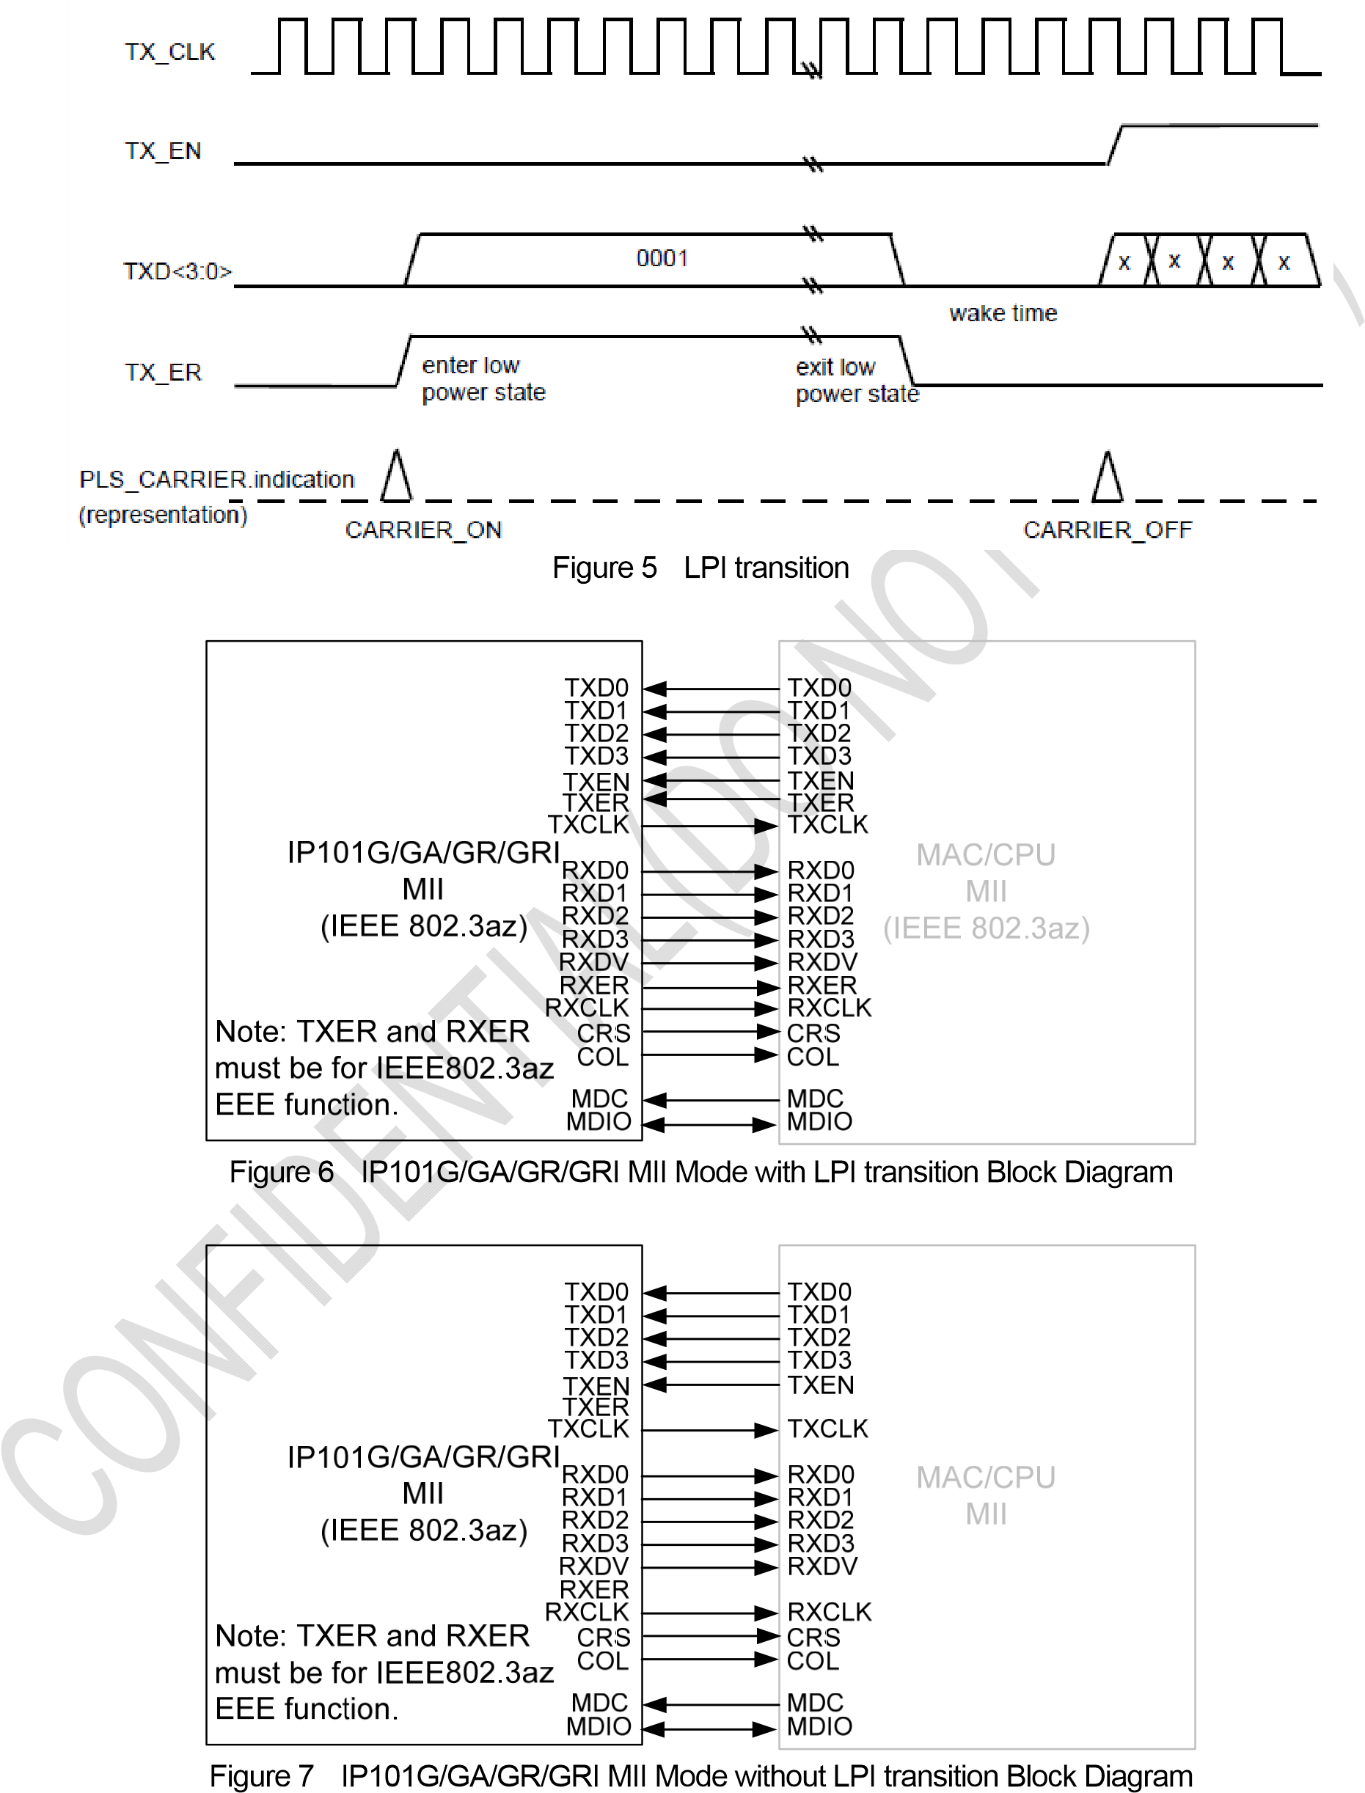 TX_CLK
TX_EN
TXD<3:0>
0001
x x x x
wake time
TX_ER
enter low
power state
exit low
power state
PLS_CARRIER.indication
(representation)
CARRIER_ON
CARRIER_OFF
Figure 5 LPI transition
TXD0 TXD0
TXD1 TXD1
TXD2 TXD2
TXD3 TXD3
TXEN TXEN
TXER TXER
TXCLK TXCLK
IP101G/GA/GR/GRI
MII
(IEEE 802.3az)
MAC/CPU
MII
(IEEE 802.3az)
RXD0 RXD0
RXD1 RXD1
RXD2 RXD2
RXD3 RXD3
RXDV RXDV
RXER RXER
RXCLK RXCLK
CRS CRS
COL COL
Note: TXER and RXER
must be for IEEE802.3az
EEE function.
MDC MDC
MDIO MDIO
Figure 6 IP101G/GA/GR/GRI MII Mode with LPI transition Block Diagram
TXD0 TXD0
TXD1 TXD1
TXD2 TXD2
TXD3 TXD3
TXEN TXEN
TXER
TXCLK TXCLK
IP101G/GA/GR/GRI
MII
(IEEE 802.3az)
MAC/CPU
MII
RXD0 RXD0
RXD1 RXD1
RXD2 RXD2
RXD3 RXD3
RXDV RXDV
RXER
RXCLK RXCLK
CRS CRS
COL COL
Note: TXER and RXER
must be for IEEE802.3az
EEE function.
MDC MDC
MDIO MDIO
Figure 7 IP101G/GA/GR/GRI MII Mode without LPI transition Block Diagram
CONFIDENTIAL(DO NOT